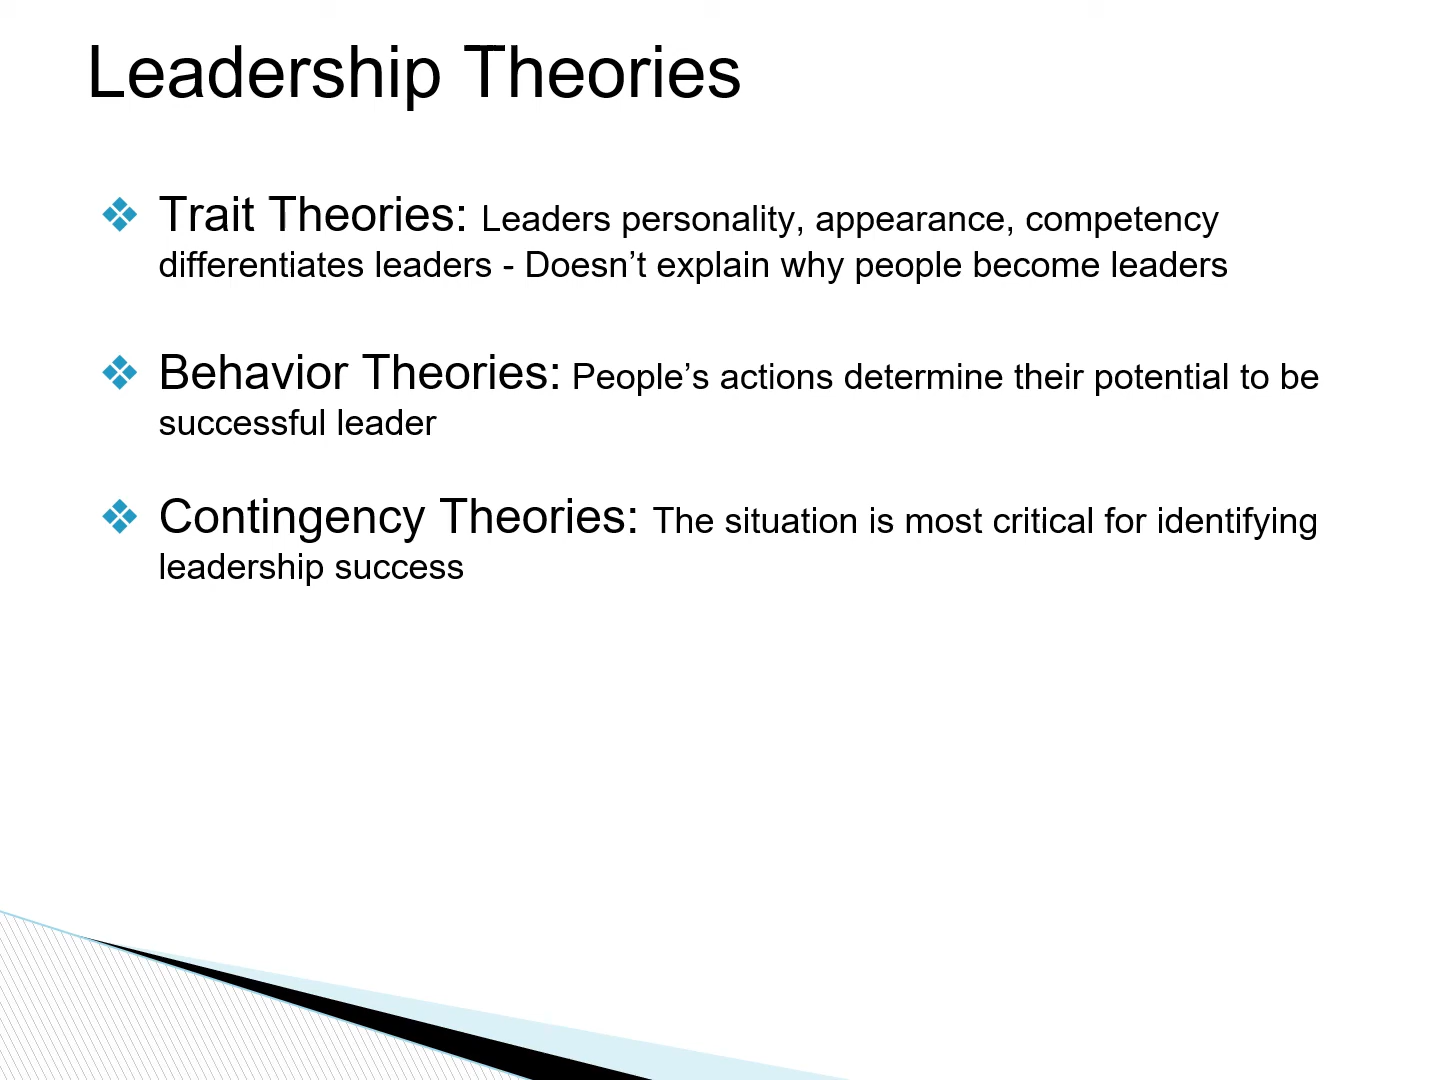 Leadership Theories
Trait Theories: Leaders personality, appearance, competency
differentiates leaders - Doesn’t explain why people become leaders
Behavior Theories: People’s actions determine their potential to be
successful leader
Contingency Theories: The situation is most critical for identifying
leadership success